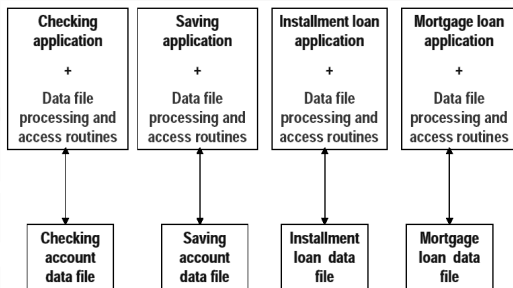 Checking
application
+
Data file
processing and
access routines
Saving
application
+
Data file
processing and
access routines
Installment loan
application
+
Data file
processing and
access routines
Mortgage loan
application
+
Data file
processing and
access routines
Checking
account
data file
Saving
account
data file
Installment
loan data
file
Mortgage
loan data
file